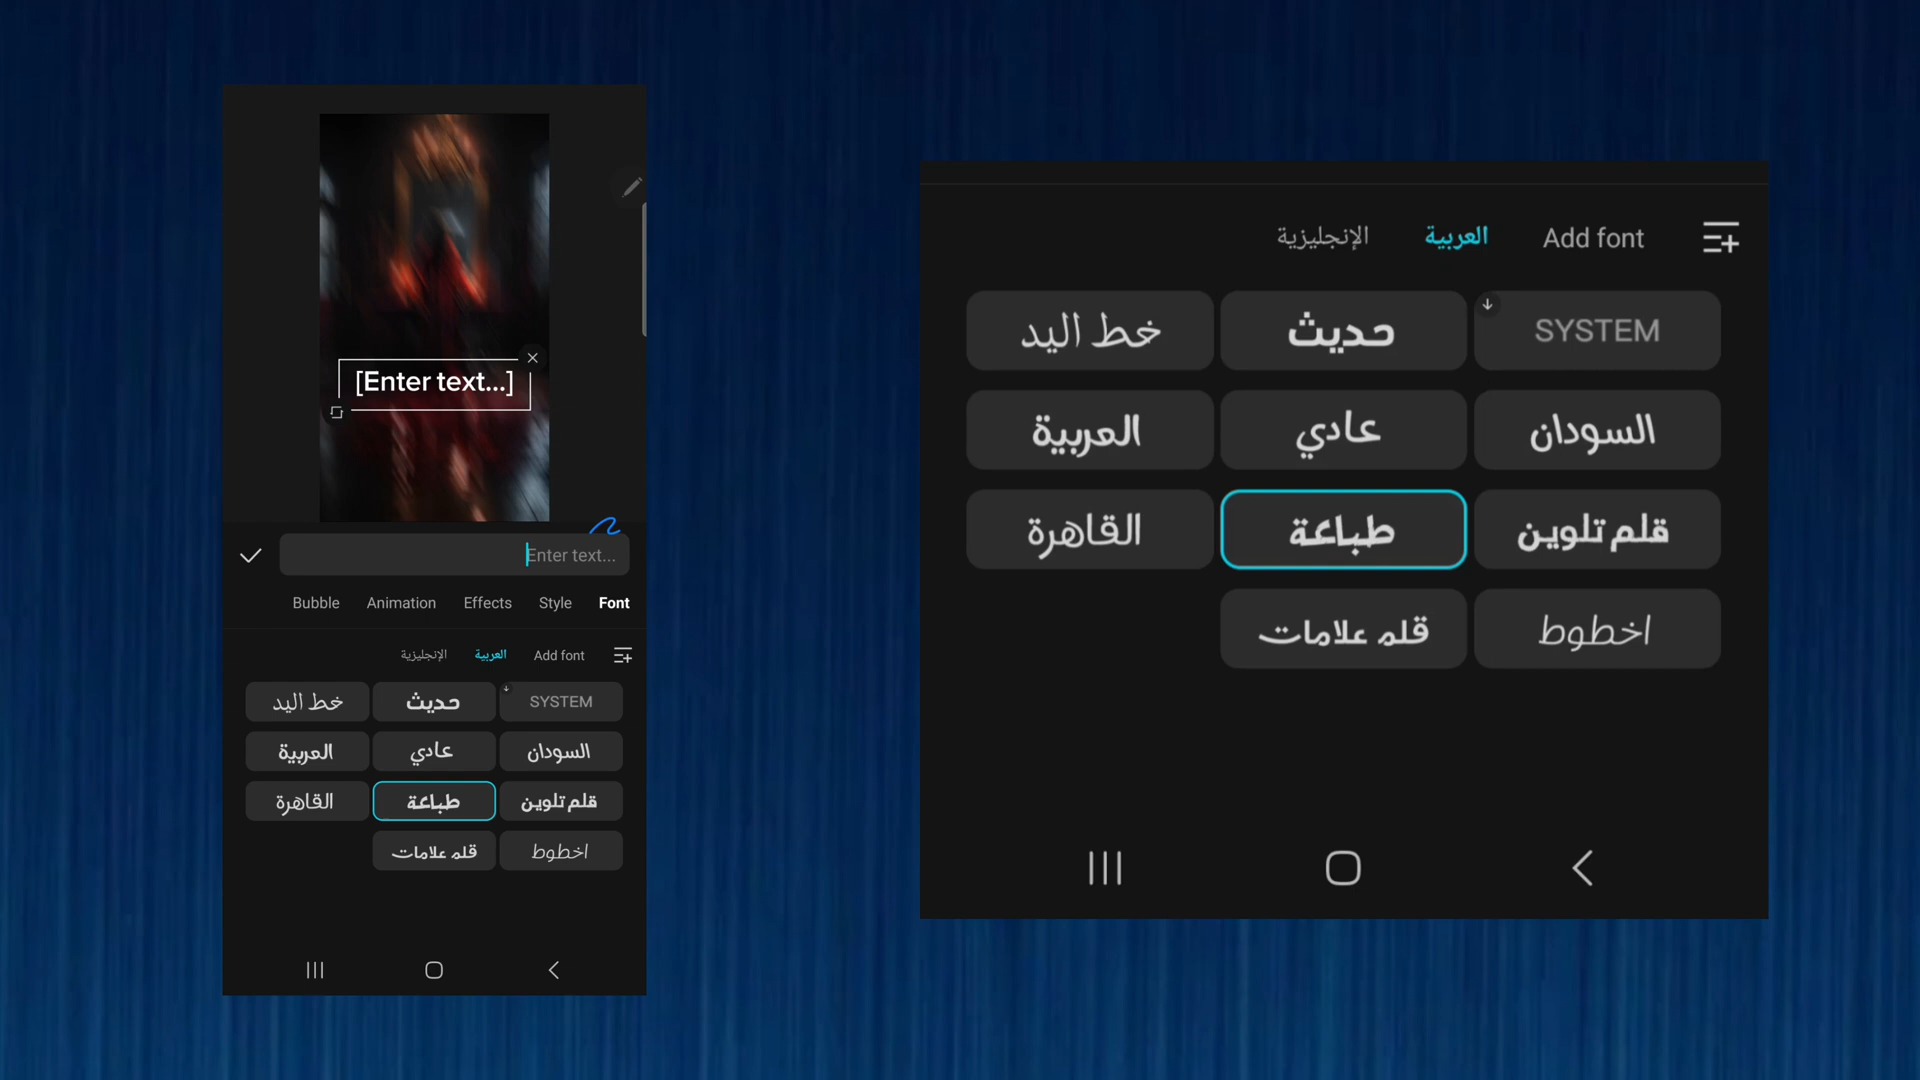 [Enter text...]
Enter text...
Bubble Animation Effects Style Font
الإنجليزية العربية Add font
خط اليد حديث SYSTEM
العربية عادي السودان
القاهرة طباعة قلم تلوين
قلم علامات اخطوط
الإنجليزية العربية Add font
خط اليد حديث SYSTEM
العربية عادي السودان
القاهرة طباعة قلم تلوين
قلم علامات اخطوط